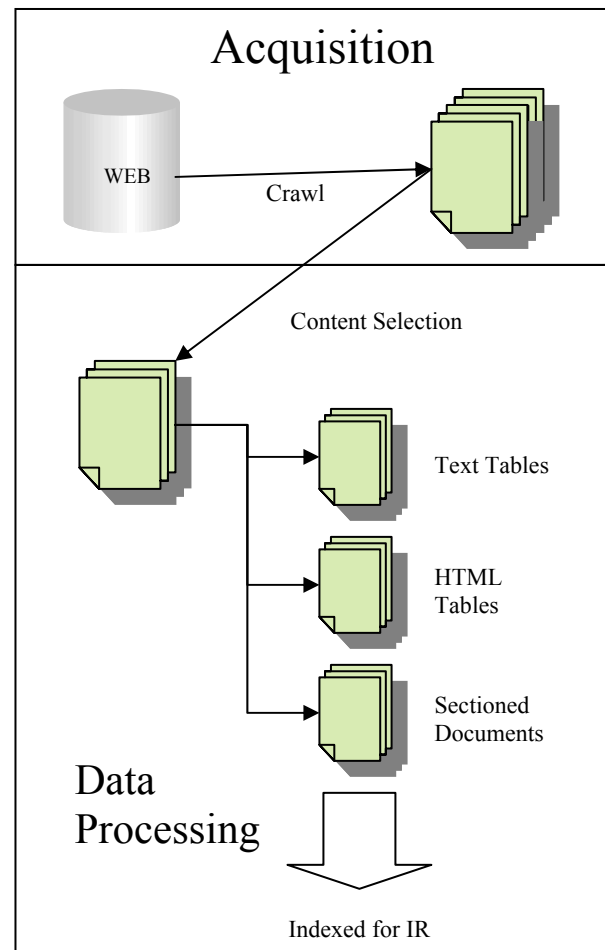 Acquisition
WEB
Crawl
Content Selection
Text Tables
HTML
Tables
Sectioned
Documents
Data
Processing
Indexed for IR